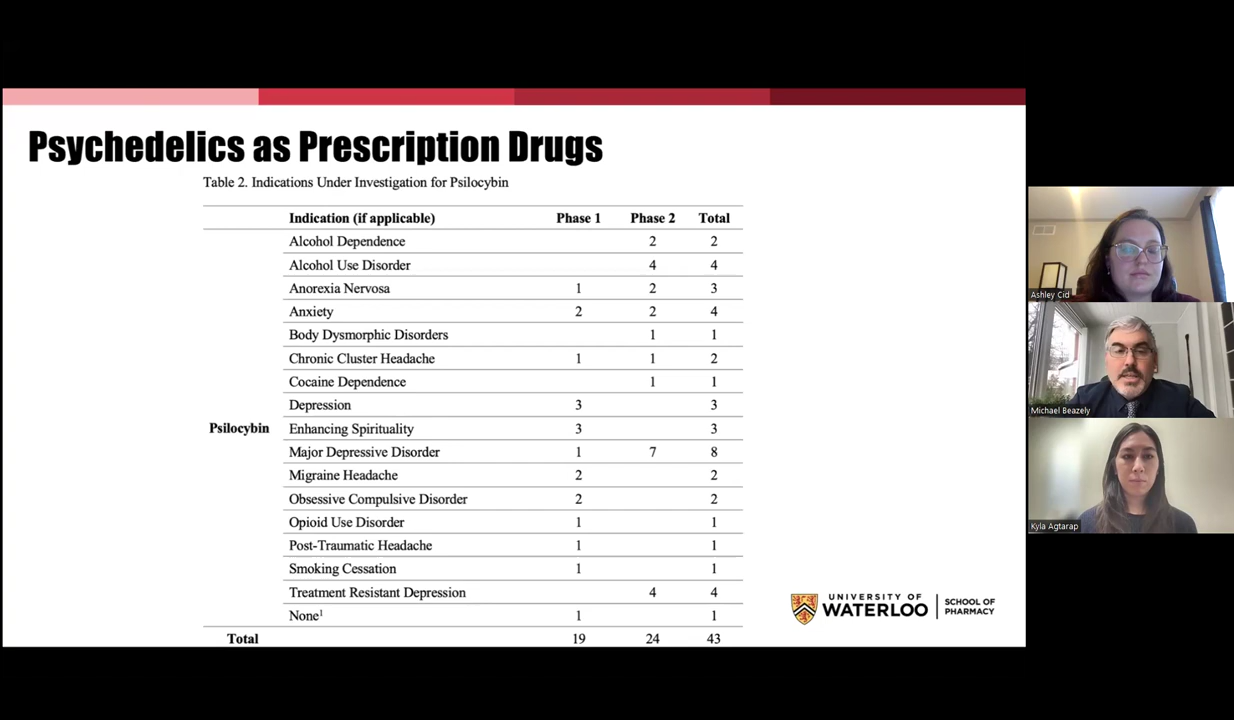 Psychedelics as Prescription Drugs
Table 2. Indications Under Investigation for Psilocybin
Indication (if applicable) Phase 1 Phase 2 Total
Alcohol Dependence 2 2
Alcohol Use Disorder 4 4
Anorexia Nervosa 1 2 3
Anxiety 2 2 4
Body Dysmorphic Disorders 1 1
Chronic Cluster Headache 1 1 2
Cocaine Dependence 1 1
Depression 3 3
Psilocybin Enhancing Spirituality 3 3
Major Depressive Disorder 1 7 8
Migraine Headache 2 2
Obsessive Compulsive Disorder 2 2
Opioid Use Disorder 1 1
Post-Traumatic Headache 1 1
Smoking Cessation 1 1
Treatment Resistant Depression 4 4
None¹ 1 1
Total 19 24 43
UNIVERSITY OF
WATERLOO
SCHOOL OF
PHARMACY
Ashley Cid
Michael Beazely
Kyla Agtarap